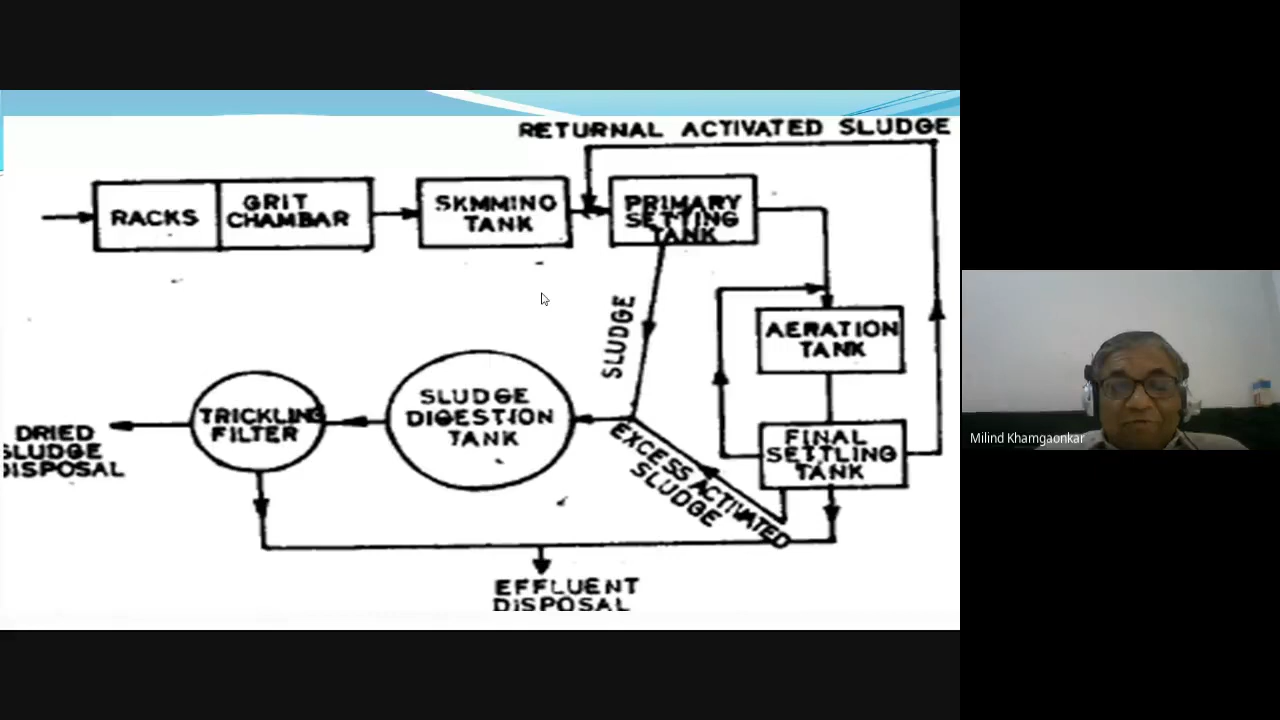 RETURNAL ACTIVATED SLUDGE
RACKS
GRIT
CHAMBAR
SKMMING
TANK
PRIMARY
SETTING
TANK
SLUDGE
AERATION
TANK
FINAL
SETTLING
TANK
EXCESS ACTIVATED
SLUDGE
SLUDGE
DIGESTION
TANK
TRICKLING
FILTER
DRIED
SLUDGE
DISPOSAL
EFFLUENT
DISPOSAL
Milind Khamgaonkar